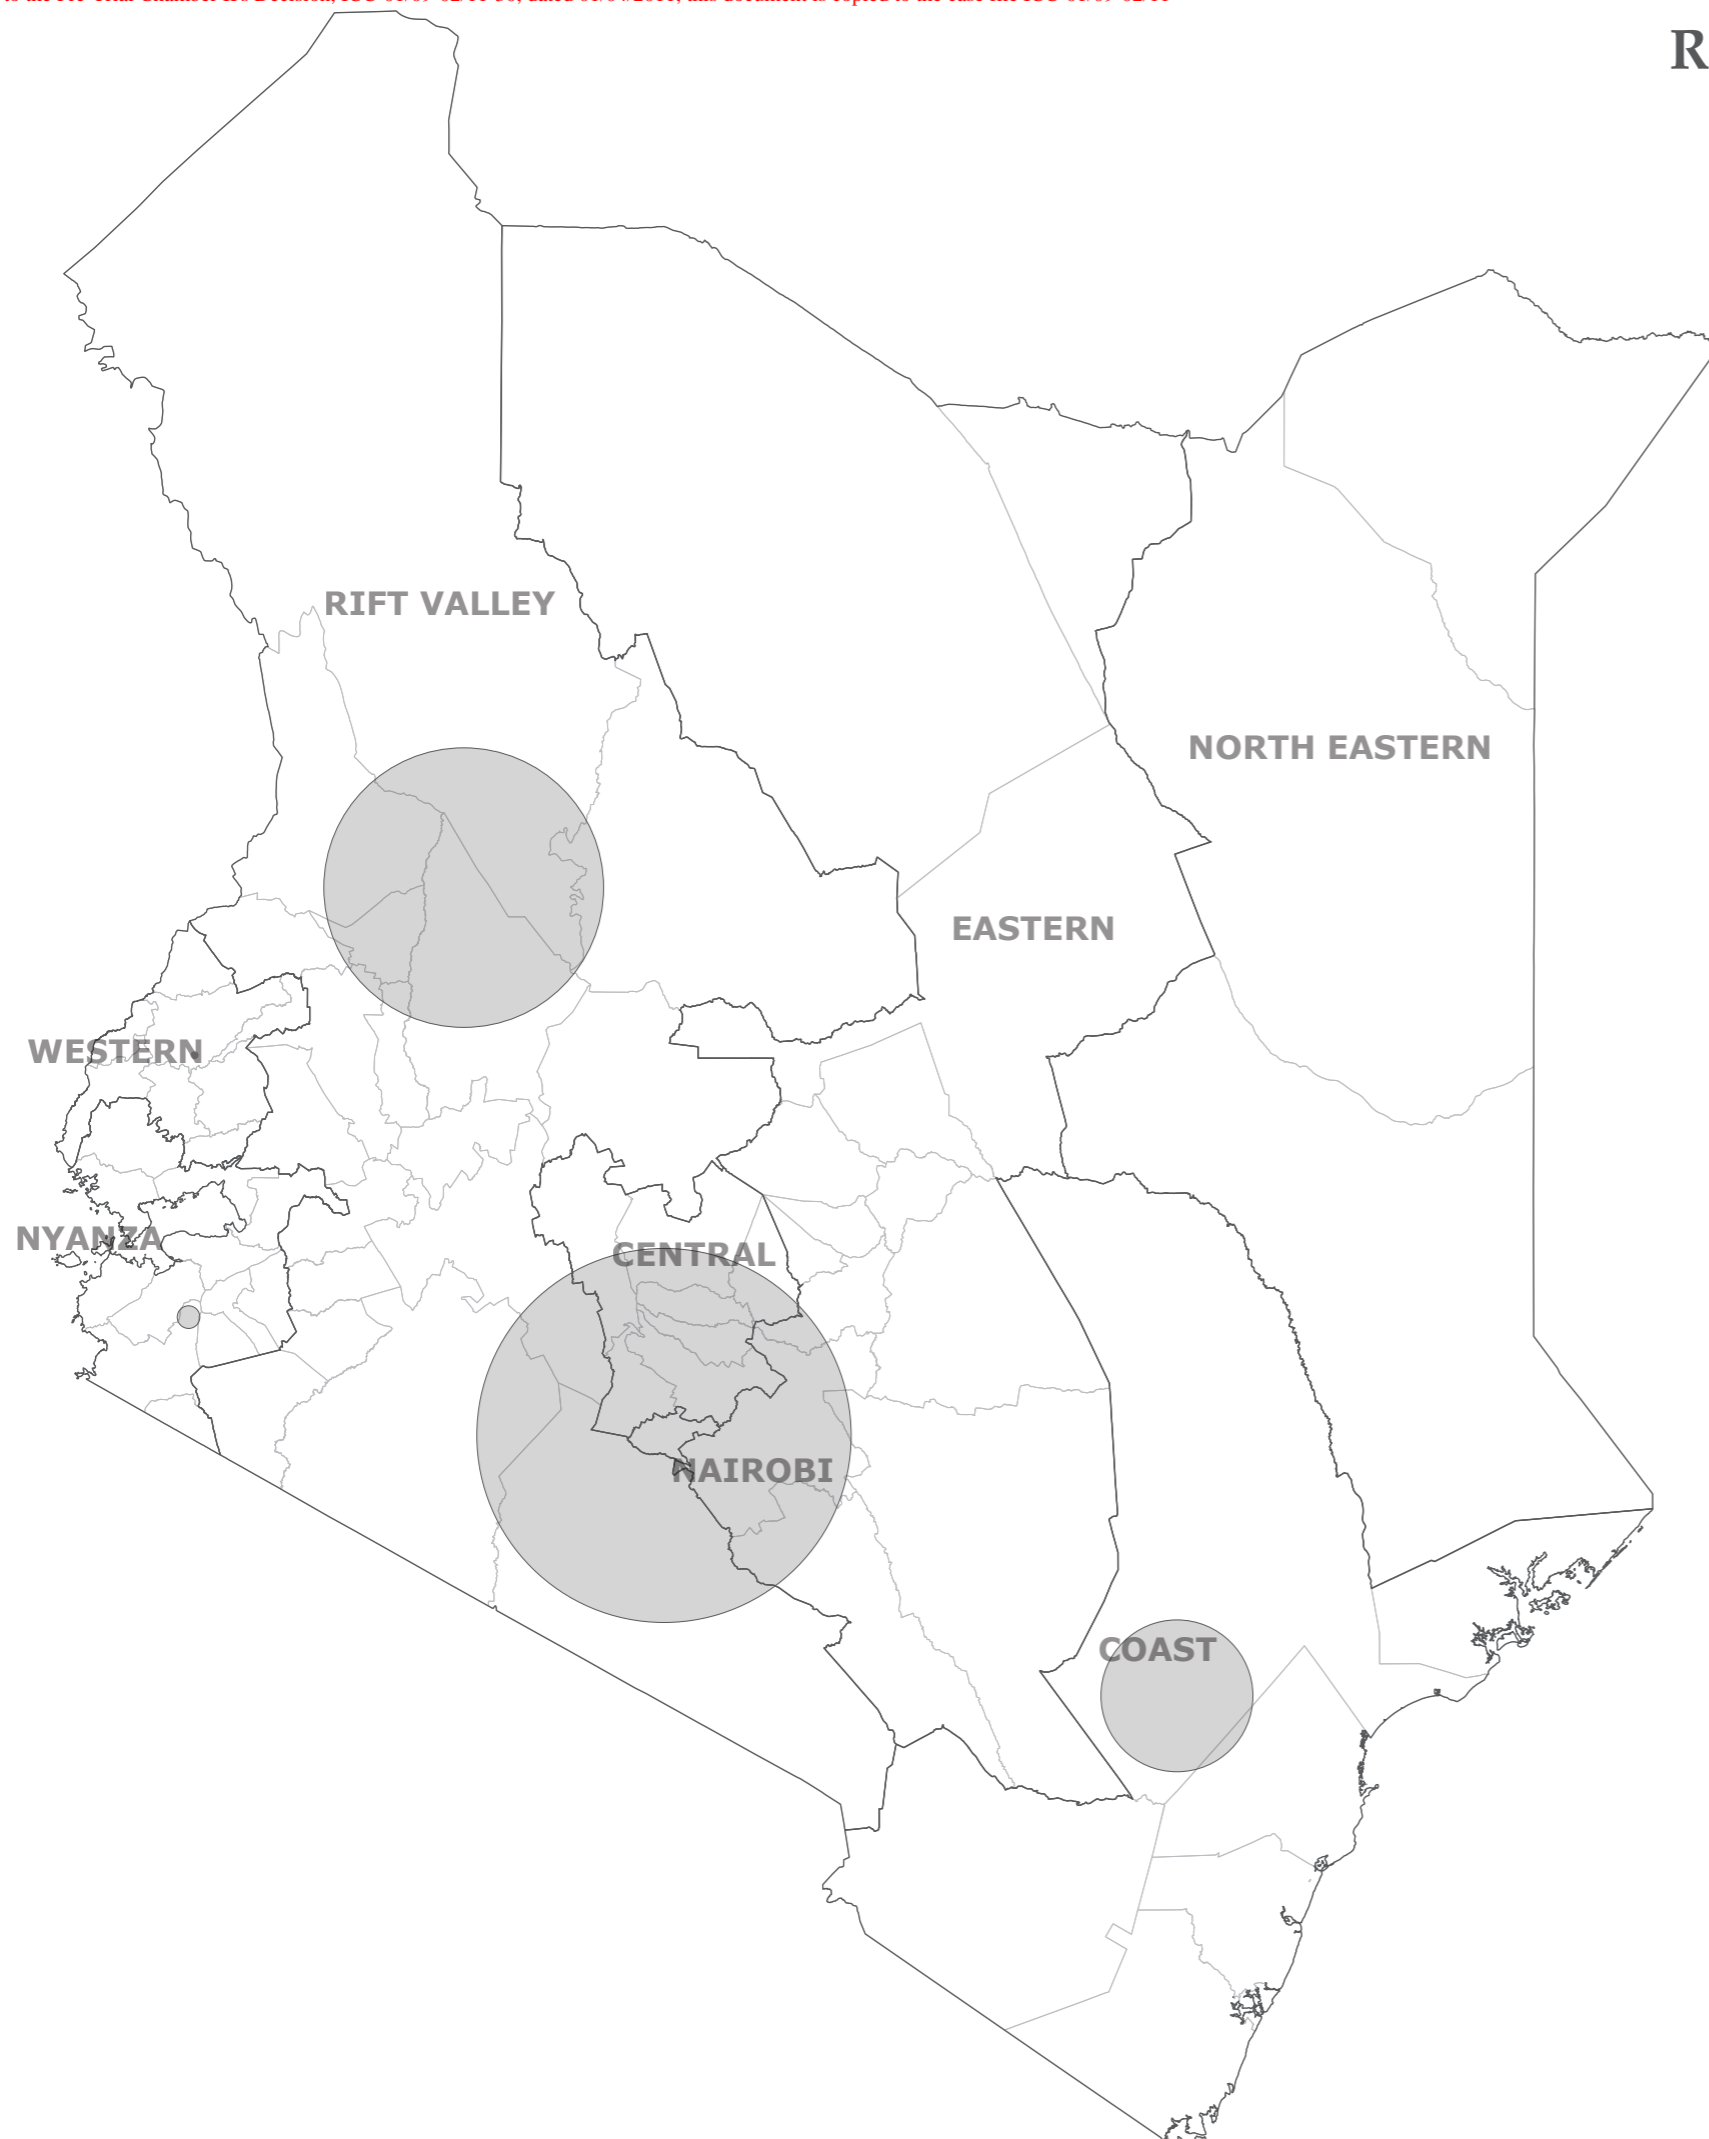 R
RIFT VALLEY
NORTH EASTERN
EASTERN
WESTERN
NYANZA
CENTRAL
NAIROBI
COAST